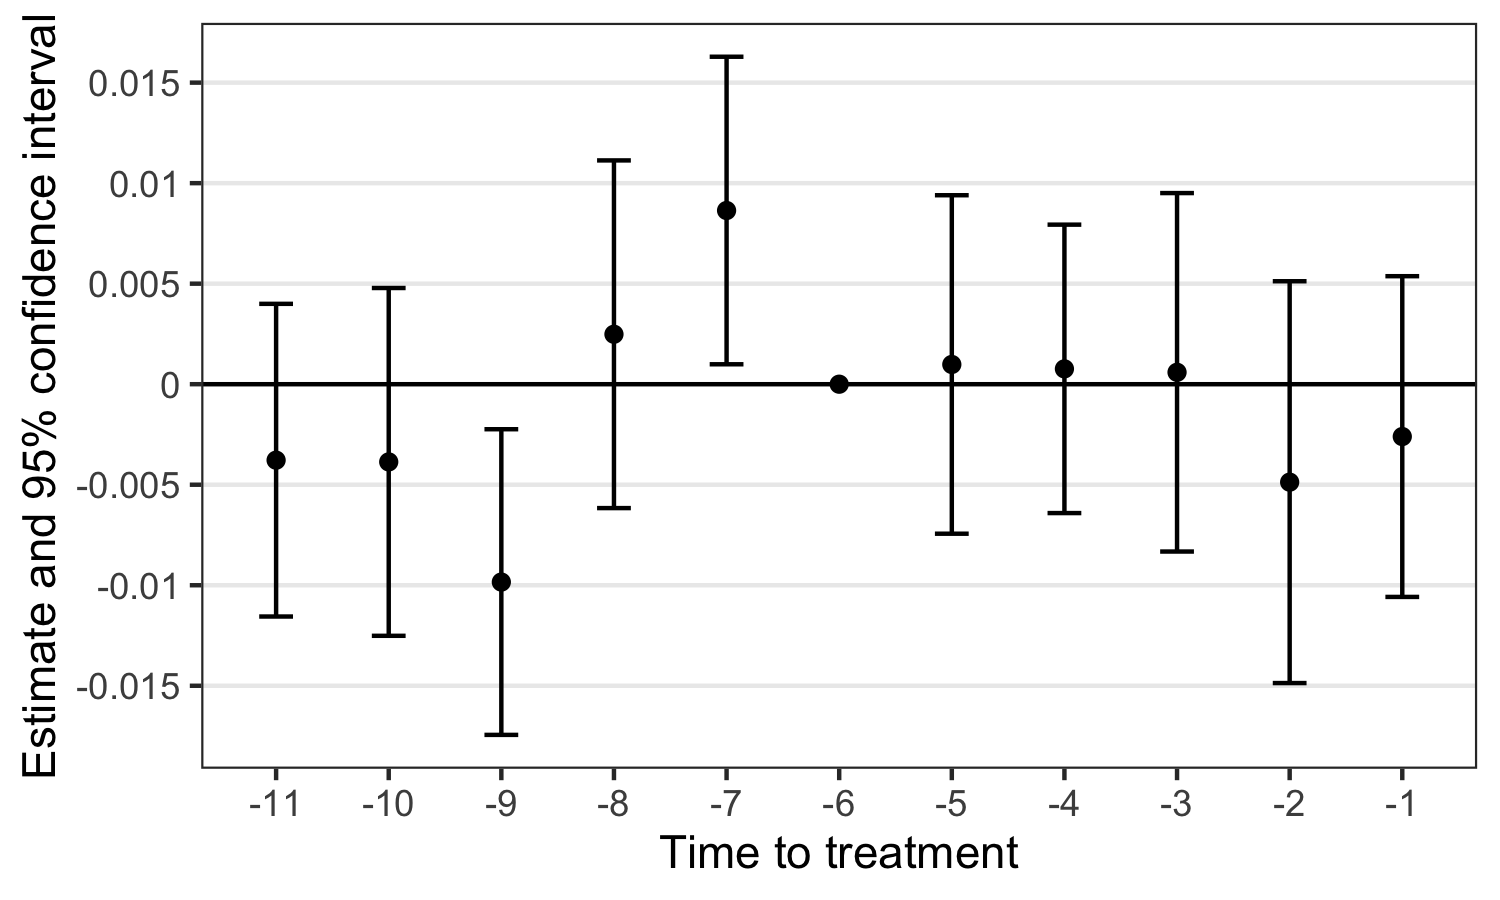 Estimate and 95% confidence interval
0.015
0.01
0.005
0
-0.005
-0.01
-0.015
-11 -10 -9 -8 -7 -6 -5 -4 -3 -2 -1
Time to treatment